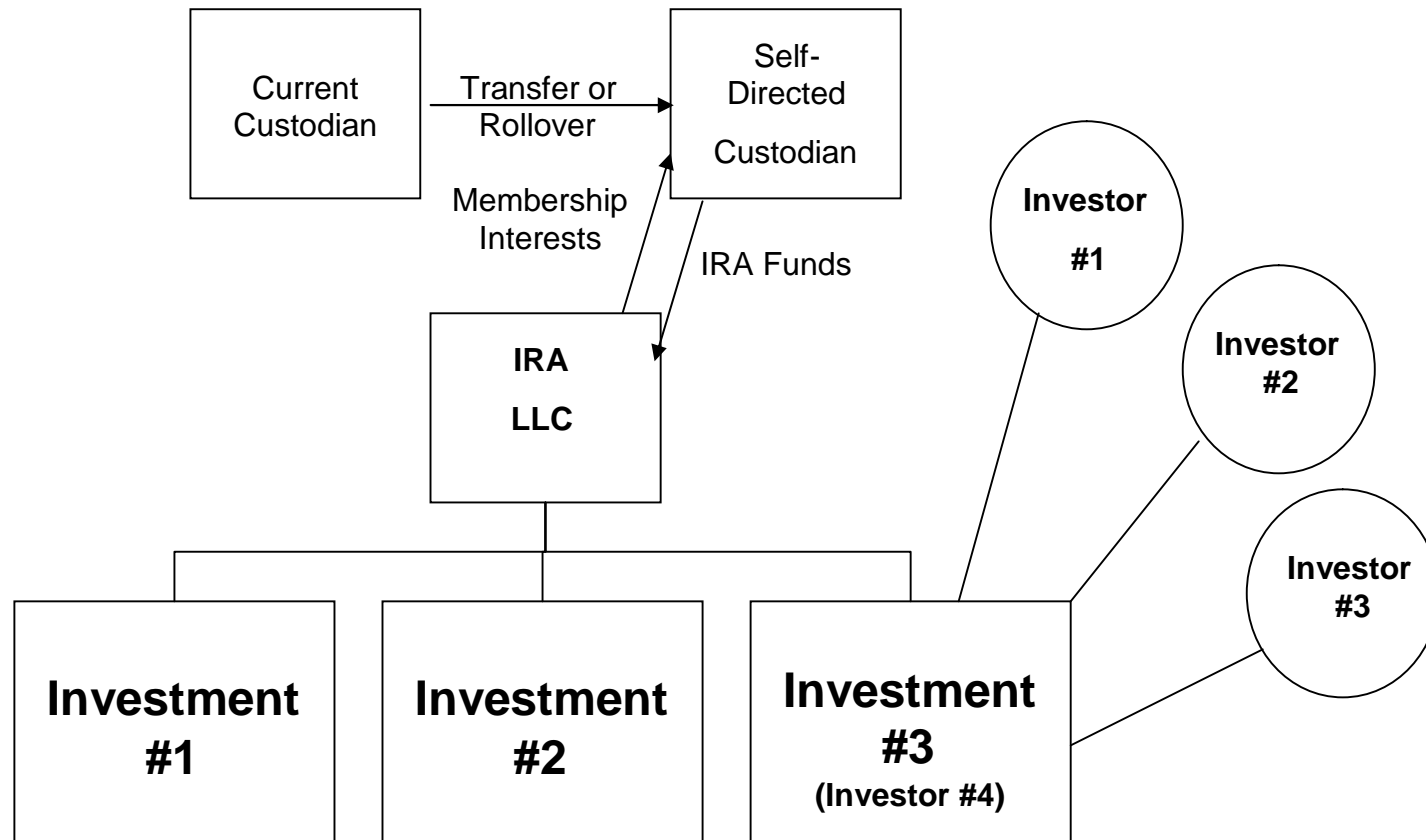 Current
Custodian
Transfer or
Rollover
Self-
Directed
Custodian
Membership
Interests
IRA Funds
IRA
LLC
Investor
#1
Investor
#2
Investor
#3
Investment
#1
Investment
#2
Investment
#3
(Investor #4)